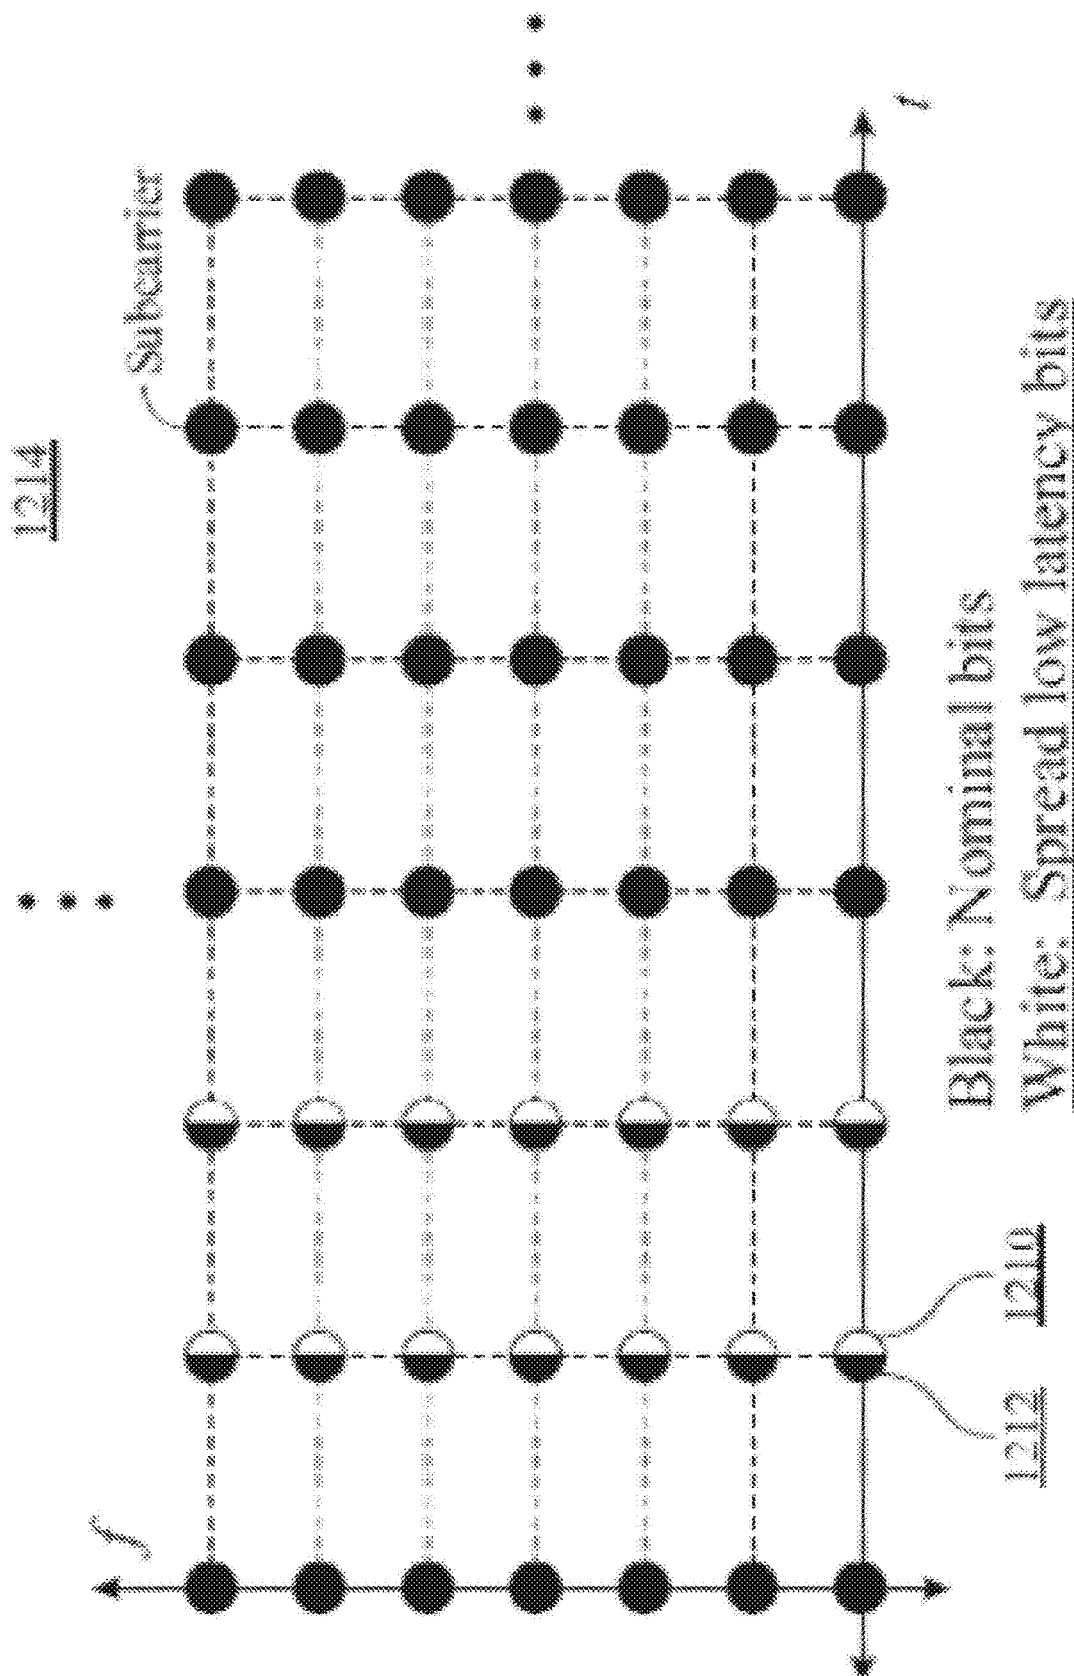 1214
Subcarrier
f
t
1212
1210
Black: Nominal bits
White: Spread low latency bits